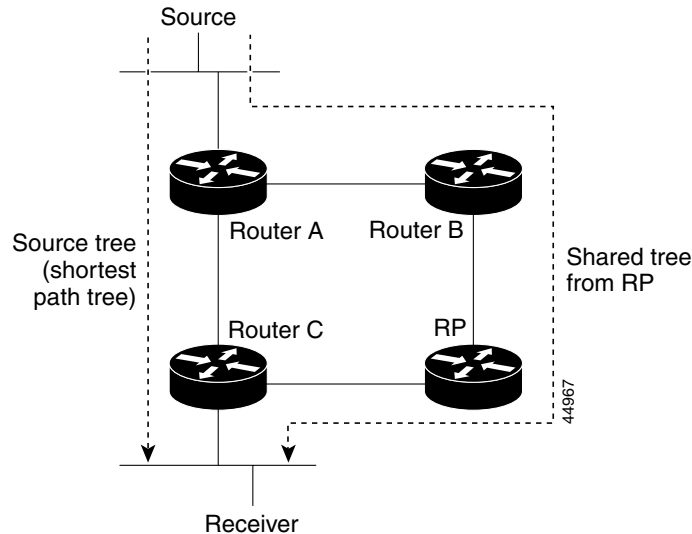 Source
Router A
Router B
Source tree
(shortest
path tree)
Shared tree
from RP
Router C
RP
44967
Receiver